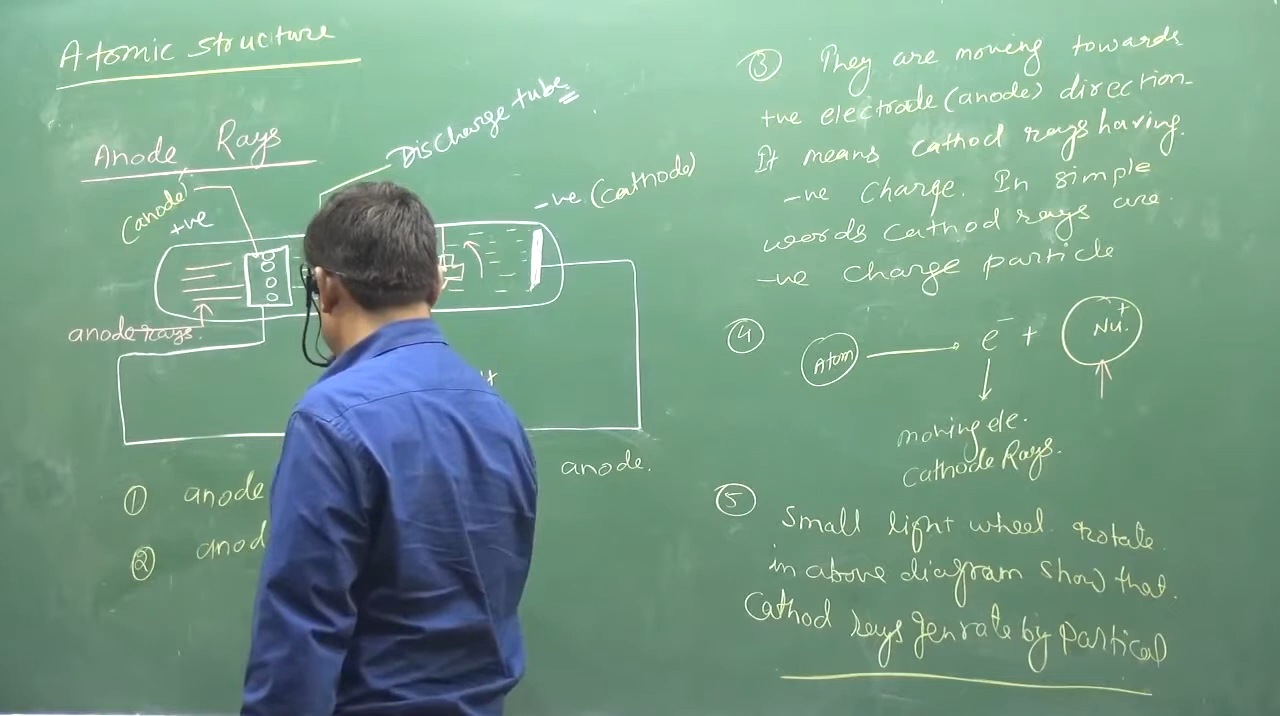 Atomic structure
Anode Rays
Discharge tube
(anode)
+ve
-ve (cathode)
anode rays.
anode.
① anode
② anod
③ They are moving towards
+ve electrode (anode) direction-
It means cathod rays having.
-ve charge. In simple
words cathod rays are.
-ve charge particle
④ Atom e⁻ + Nu.⁺
moving ele.
Cathode Rays.
⑤ Small light wheel rotate.
in above diagram show that.
Cathod rays genrate by Partical